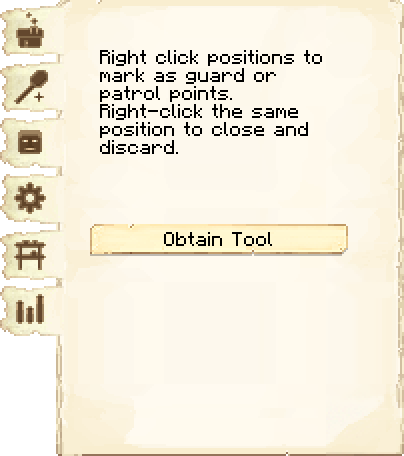 Right click positions to
mark as guard or
patrol points.
Right-click the same
position to close and
discard.
Obtain Tool